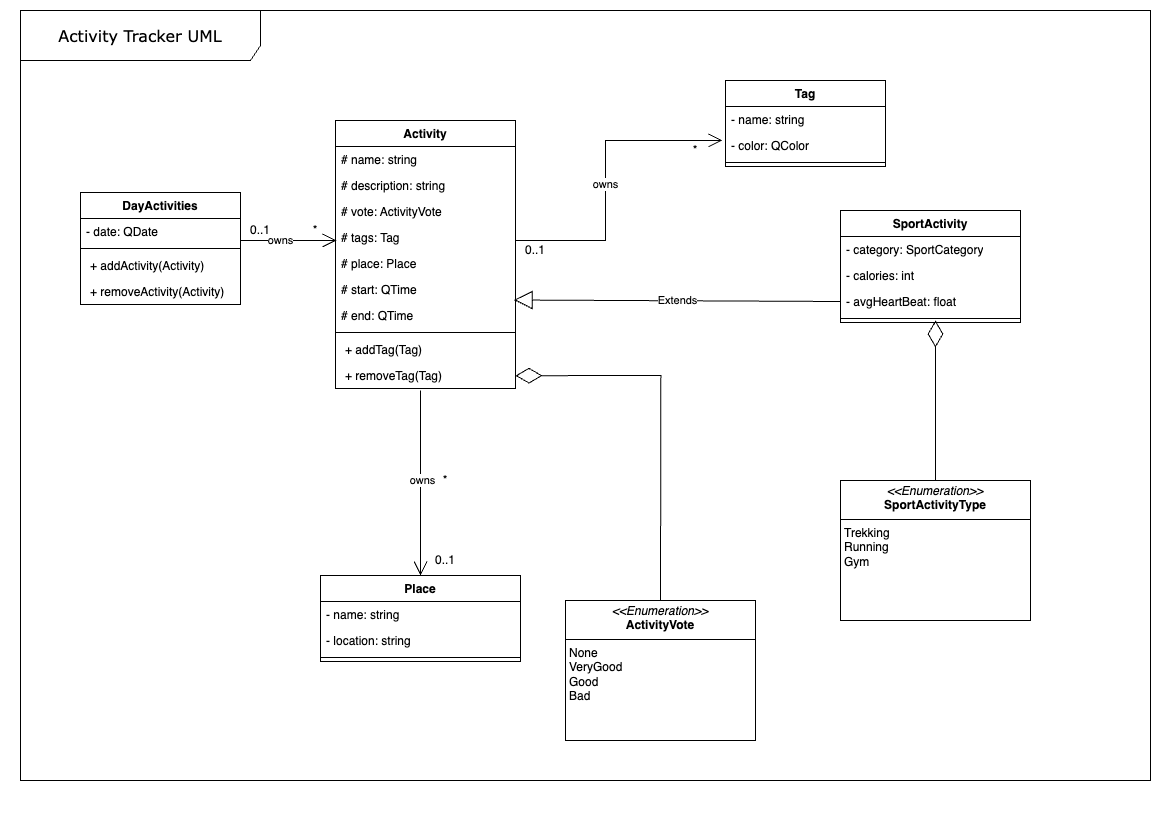 Activity Tracker UML
DayActivities
- date: QDate
+ addActivity(Activity)
+ removeActivity(Activity)
0..1
owns
*
Activity
# name: string
# description: string
# vote: ActivityVote
# tags: Tag
# place: Place
# start: QTime
# end: QTime
+ addTag(Tag)
+ removeTag(Tag)
0..1
owns
*
Tag
- name: string
- color: QColor
Extends
SportActivity
- category: SportCategory
- calories: int
- avgHeartBeat: float
owns *
0..1
Place
- name: string
- location: string
<<Enumeration>>
ActivityVote
None
VeryGood
Good
Bad
<<Enumeration>>
SportActivityType
Trekking
Running
Gym